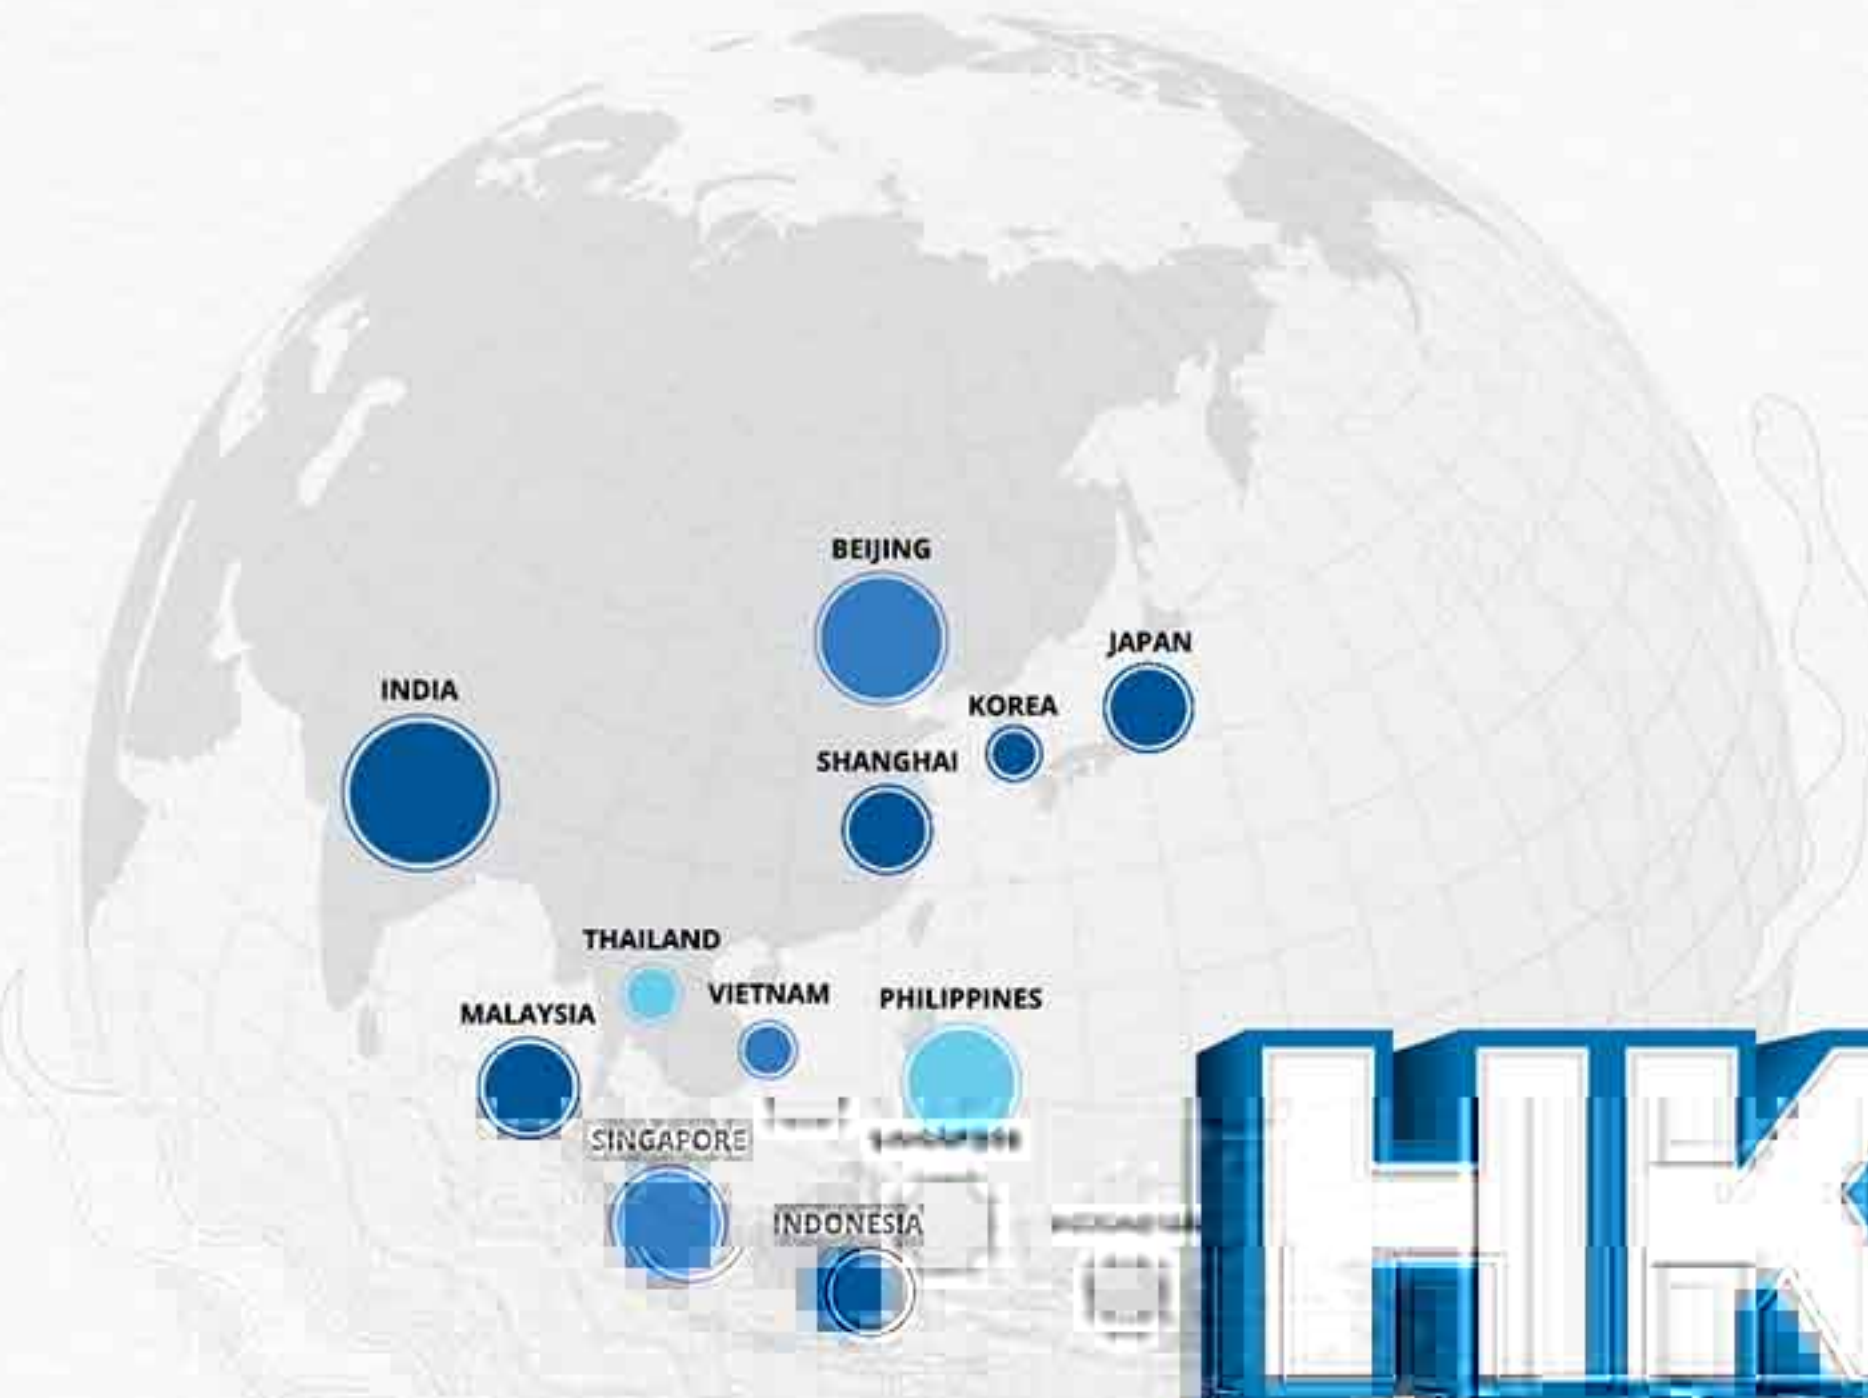 BEIJING
JAPAN
INDIA
KOREA
SHANGHAI
THAILAND
VIETNAM
PHILIPPINES
MALAYSIA
SINGAPORE
INDONESIA
HK